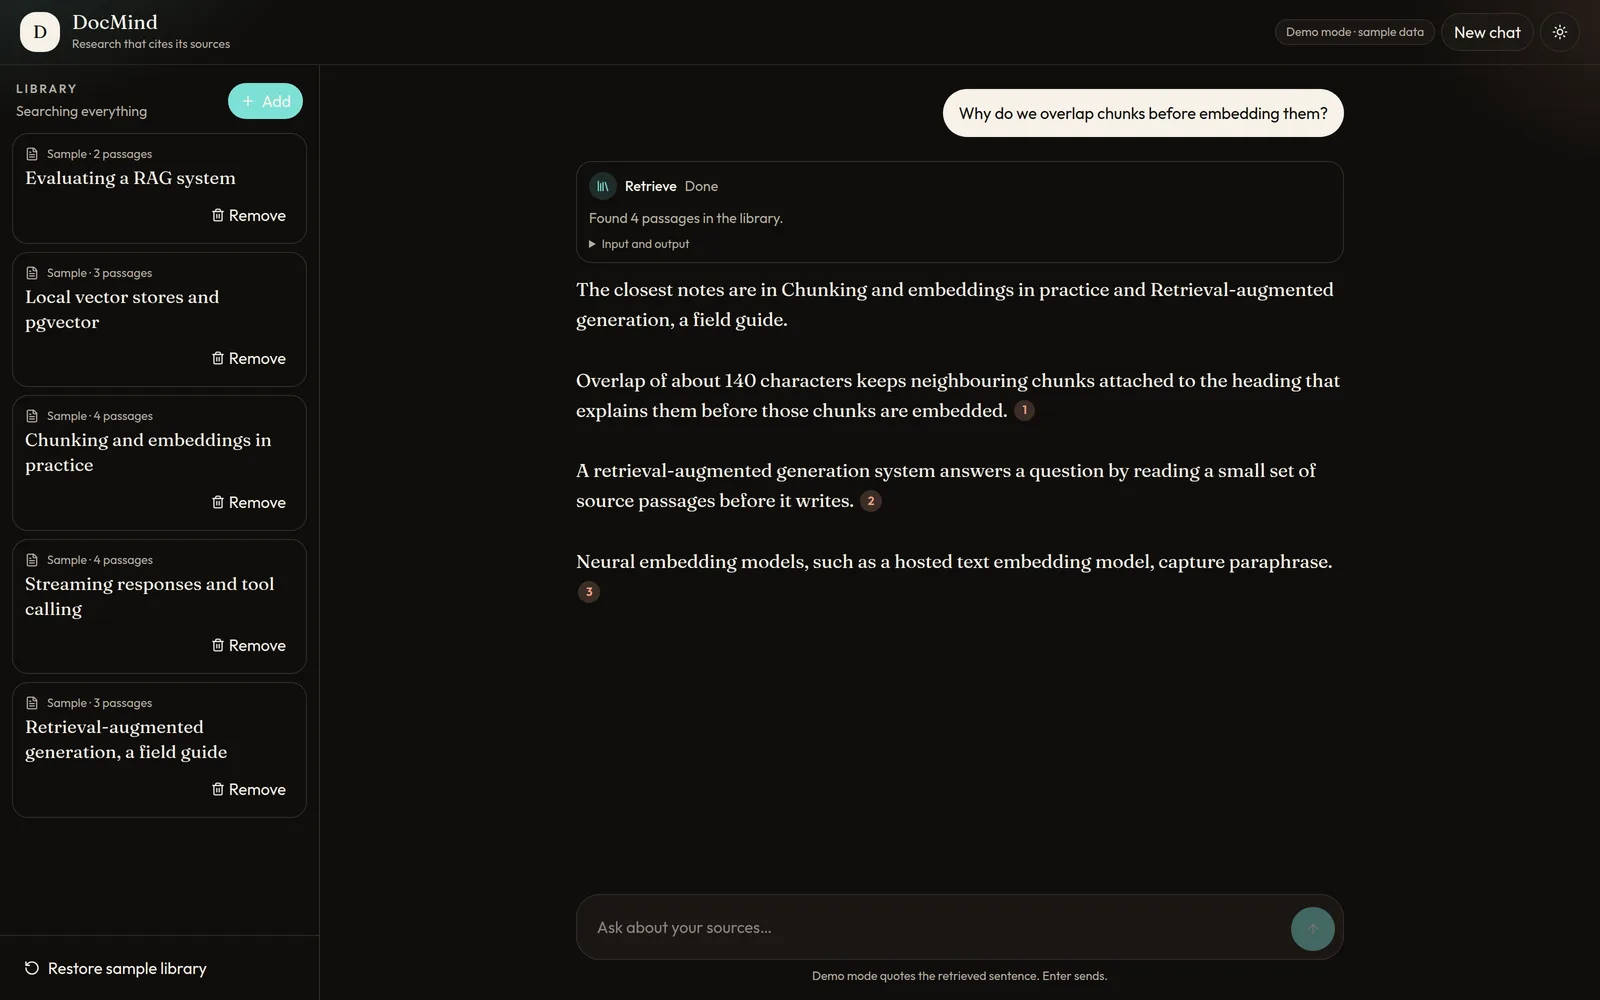 D
DocMind
Research that cites its sources
Demo mode · sample data
New chat
LIBRARY
Searching everything
+ Add
Sample · 2 passages
Evaluating a RAG system
Remove
Sample · 3 passages
Local vector stores and
pgvector
Remove
Sample · 4 passages
Chunking and embeddings in
practice
Remove
Sample · 4 passages
Streaming responses and tool
calling
Remove
Sample · 3 passages
Retrieval-augmented
generation, a field guide
Remove
Restore sample library
Why do we overlap chunks before embedding them?
Retrieve Done
Found 4 passages in the library.
Input and output
The closest notes are in Chunking and embeddings in practice and Retrieval-augmented
generation, a field guide.
Overlap of about 140 characters keeps neighbouring chunks attached to the heading that
explains them before those chunks are embedded. 1
A retrieval-augmented generation system answers a question by reading a small set of
source passages before it writes. 2
Neural embedding models, such as a hosted text embedding model, capture paraphrase.
3
Ask about your sources...
Demo mode quotes the retrieved sentence. Enter sends.